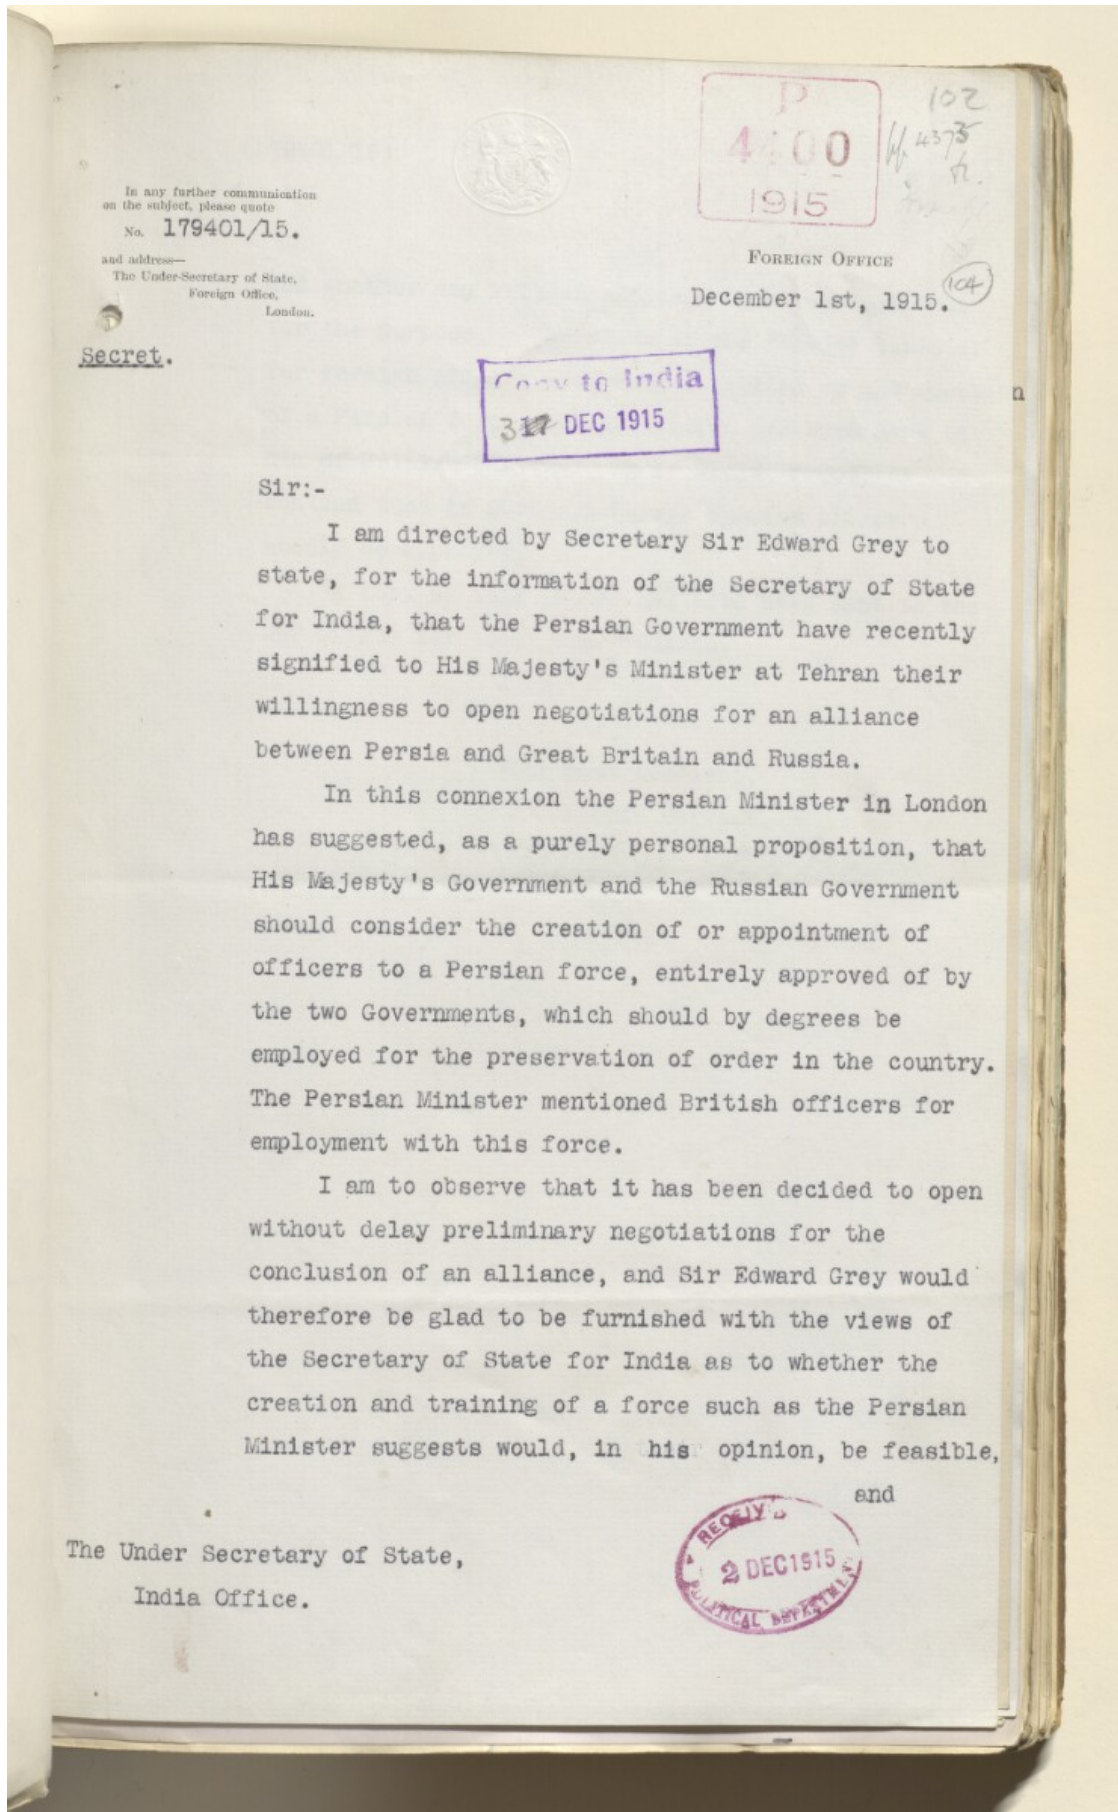 P
4400
1915
102
4375
In any further communication
on the subject, please quote
No. 179401/15.
and address—
The Under-Secretary of State,
Foreign Office,
London.
Foreign Office
December 1st, 1915.
104
Secret.
Copy to India
3 17 DEC 1915
n
Sir:-
I am directed by Secretary Sir Edward Grey to
state, for the information of the Secretary of State
for India, that the Persian Government have recently
signified to His Majesty's Minister at Tehran their
willingness to open negotiations for an alliance
between Persia and Great Britain and Russia.
In this connexion the Persian Minister in London
has suggested, as a purely personal proposition, that
His Majesty's Government and the Russian Government
should consider the creation of or appointment of
officers to a Persian force, entirely approved of by
the two Governments, which should by degrees be
employed for the preservation of order in the country.
The Persian Minister mentioned British officers for
employment with this force.
I am to observe that it has been decided to open
without delay preliminary negotiations for the
conclusion of an alliance, and Sir Edward Grey would
therefore be glad to be furnished with the views of
the Secretary of State for India as to whether the
creation and training of a force such as the Persian
Minister suggests would, in his opinion, be feasible,
and
The Under Secretary of State,
India Office.
RECEIVED
2 DEC 1915
POLITICAL DEPARTMENT